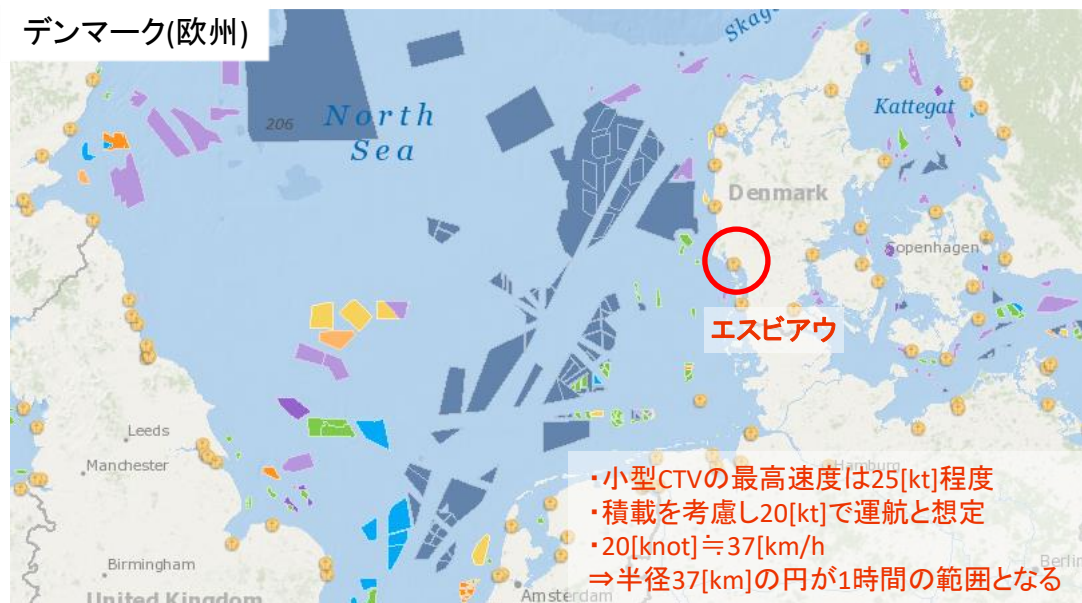 デンマーク(欧州)
Skag
North
Sea
206
Kattegat
Denmark
openhagen
エスビアウ
Leeds
Manchester
Hamburg
・小型CTVの最高速度は25[kt]程度
・積載を考慮し20[kt]で運航と想定
・20[knot]≒37[km/h
⇒半径37[km]の円が1時間の範囲となる
Birmingham
Berlin
United Kingdom
Amsterdam